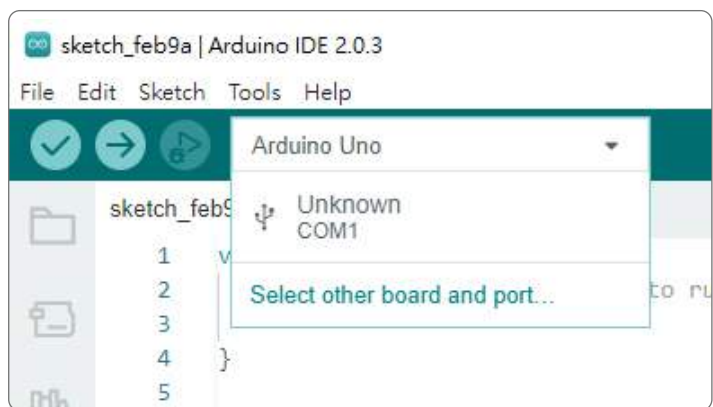 sketch_feb9a | Arduino IDE 2.0.3
File Edit Sketch Tools Help
Arduino Uno
sketch_feb9
Unknown
COM1
1 v
2 to ru
Select other board and port...
3
4 }
5